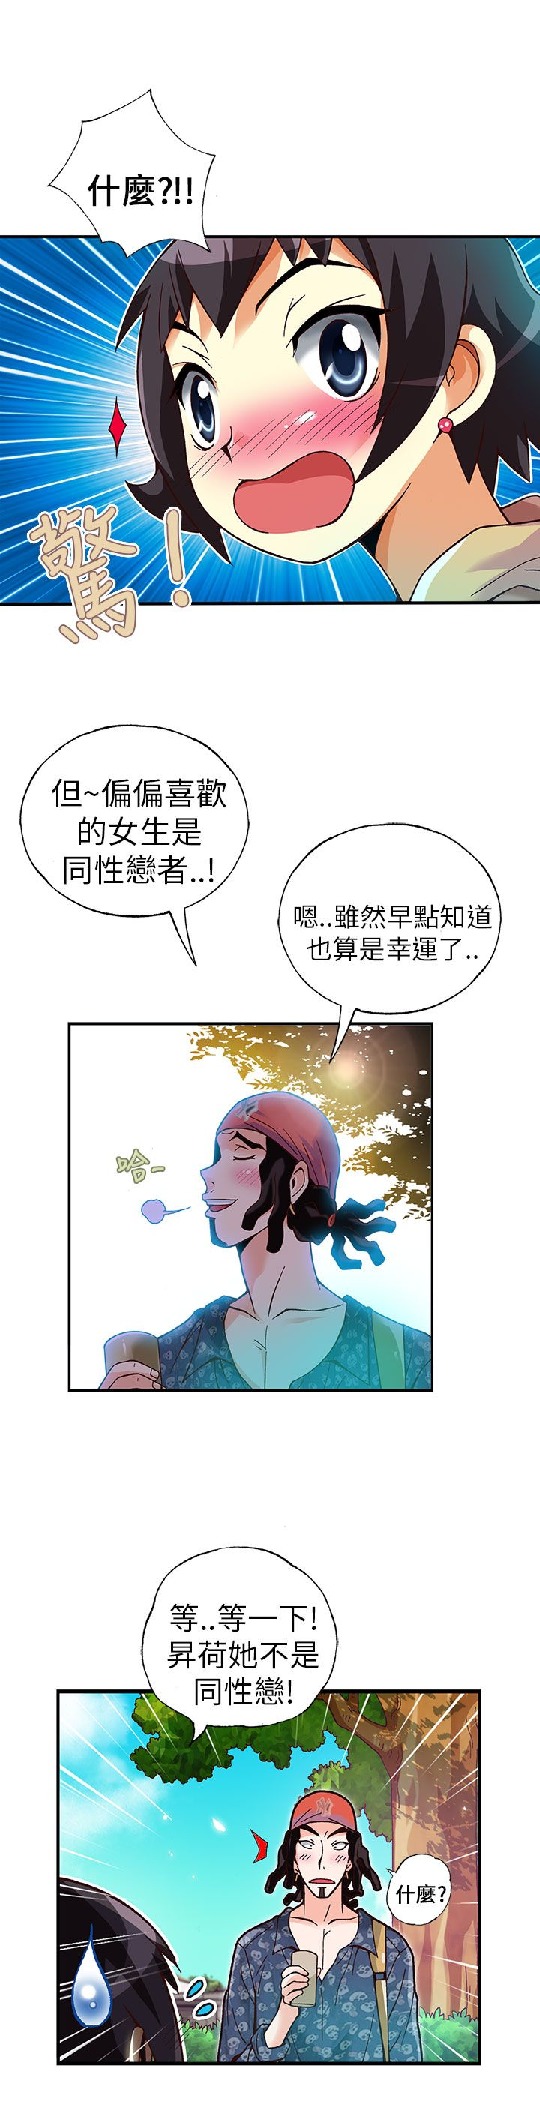 什麼?!!
驚!
但~偏偏喜歡
的女生是
同性戀者..!
嗯..雖然早點知道
也算是幸運了..
哈~
等..等一下!
昇荷她不是
同性戀!
什麼?